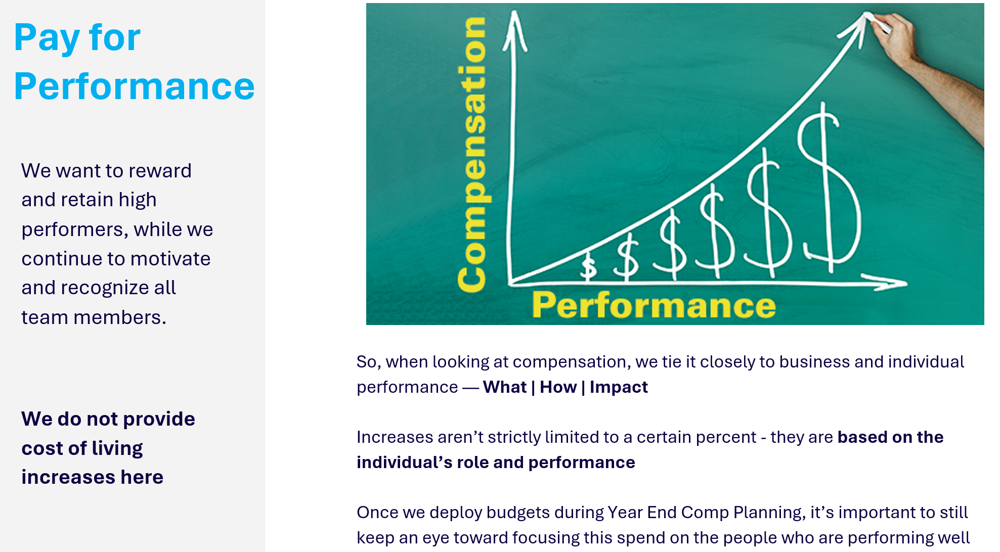 Pay for
Performance
We want to reward
and retain high
performers, while we
continue to motivate
and recognize all
team members.
We do not provide
cost of living
increases here
Compensation
$ $ $ $ $ $
Performance
So, when looking at compensation, we tie it closely to business and individual
performance — What | How | Impact
Increases aren’t strictly limited to a certain percent - they are based on the
individual’s role and performance
Once we deploy budgets during Year End Comp Planning, it’s important to still
keep an eye toward focusing this spend on the people who are performing well